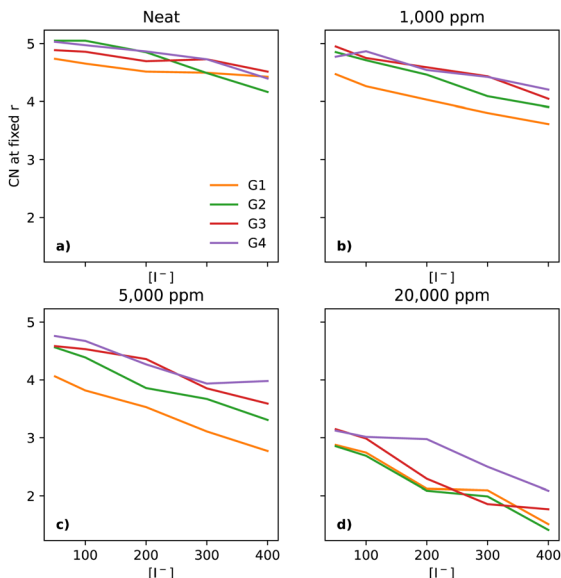 Neat
1,000 ppm
CN at fixed r
5
4
3
2
G1
G2
G3
G4
a)
b)
[I⁻]
[I⁻]
5,000 ppm
20,000 ppm
5
4
3
2
c)
d)
100 200 300 400
100 200 300 400
[I⁻]
[I⁻]